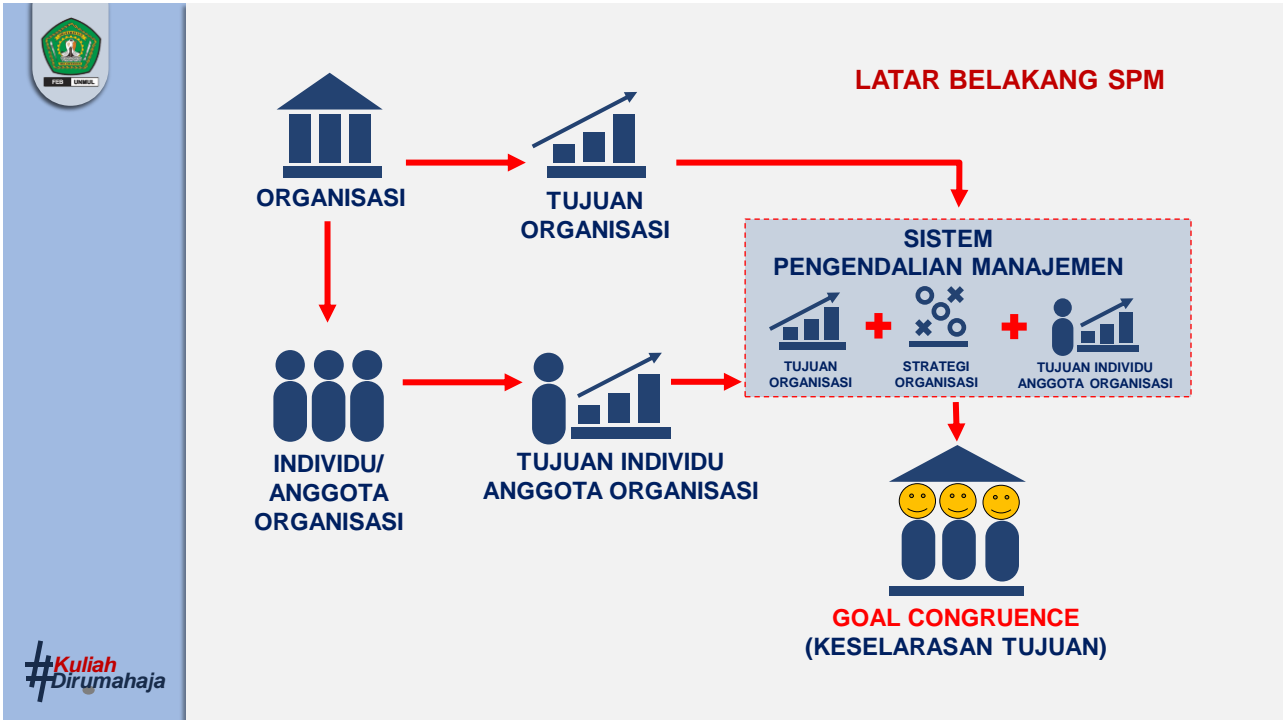 FEB UNMUL
LATAR BELAKANG SPM
ORGANISASI
TUJUAN
ORGANISASI
SISTEM
PENGENDALIAN MANAJEMEN
TUJUAN
ORGANISASI
STRATEGI
ORGANISASI
TUJUAN INDIVIDU
ANGGOTA ORGANISASI
INDIVIDU/
ANGGOTA
ORGANISASI
TUJUAN INDIVIDU
ANGGOTA ORGANISASI
GOAL CONGRUENCE
(KESELARASAN TUJUAN)
#Kuliah
Dirumahaja